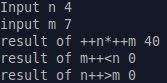 Input n 4
input m 7
result of ++n*++m 40
result of m++<n 0
result of n++>m 0